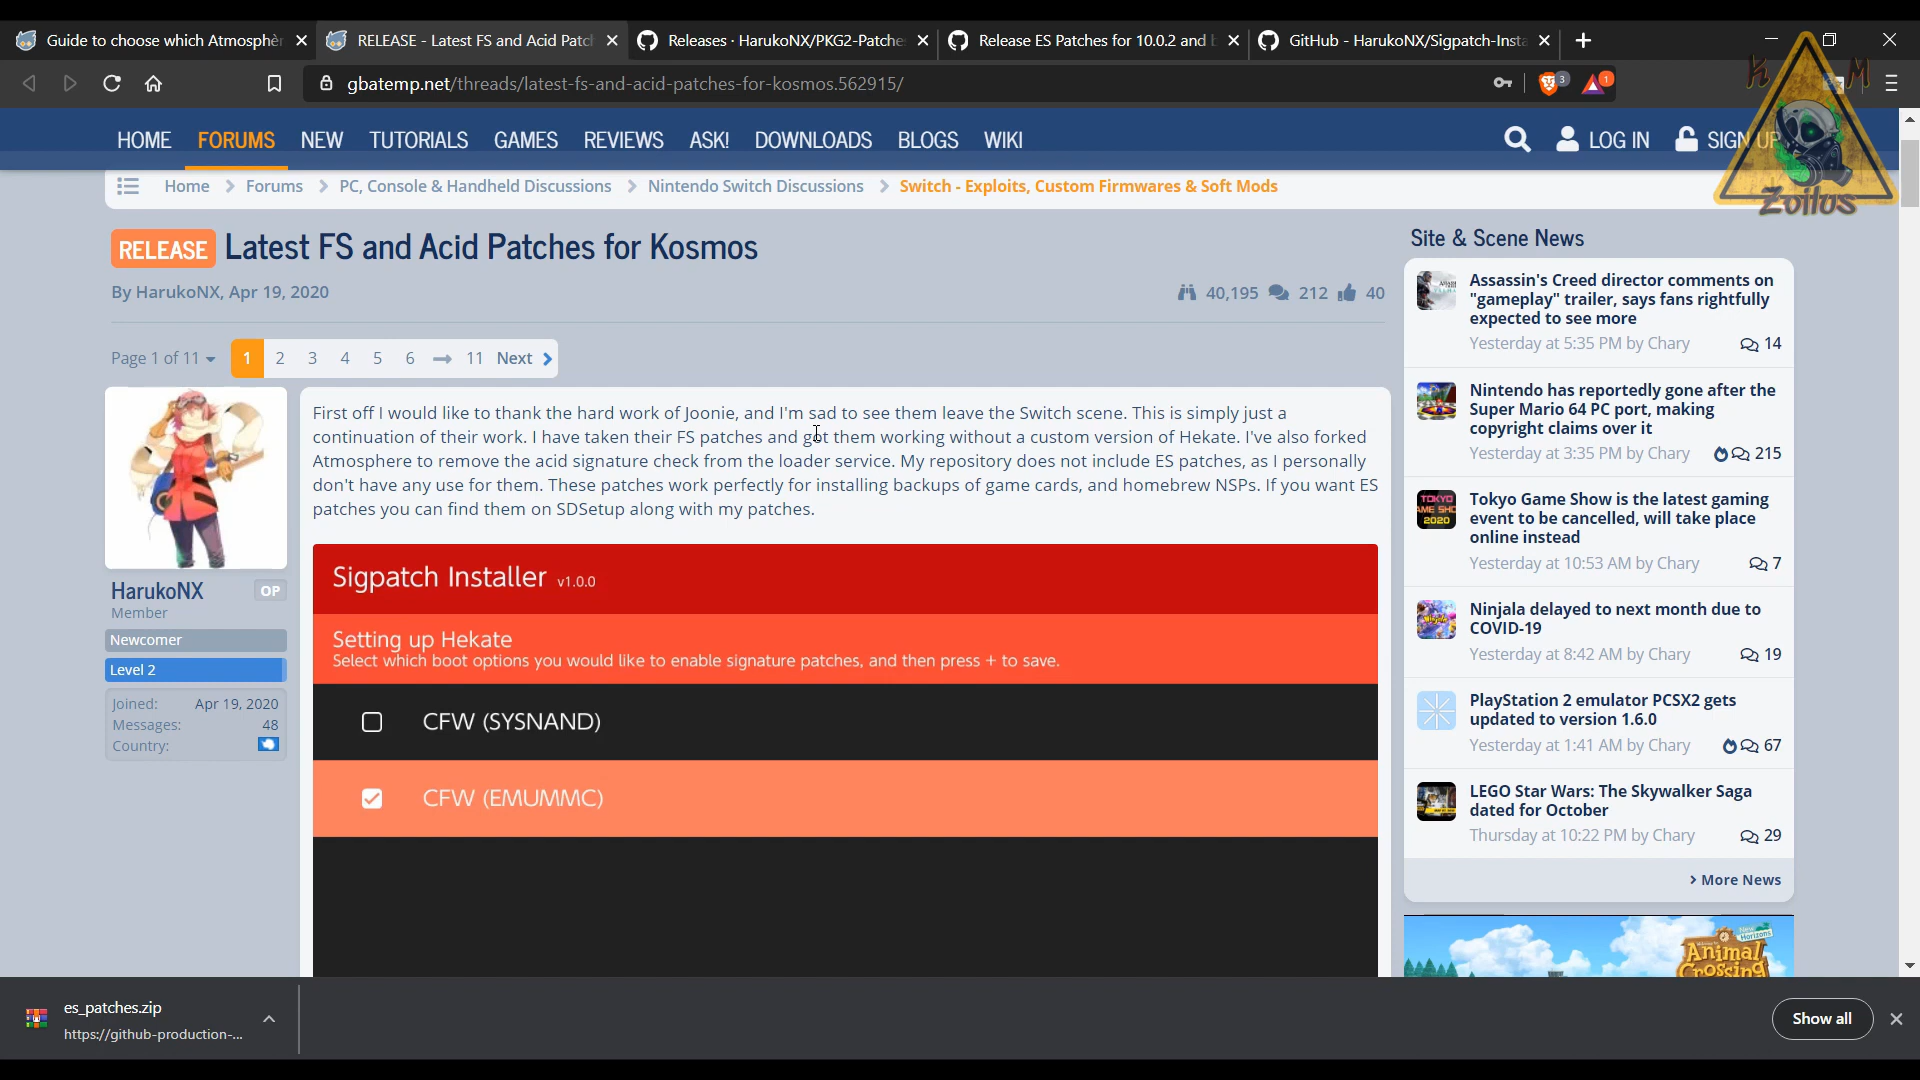 Guide to choose which Atmosphèr
RELEASE - Latest FS and Acid Patch
Releases · HarukoNX/PKG2-Patche
Release ES Patches for 10.0.2 and b
GitHub - HarukoNX/Sigpatch-Insta
gbatemp.net/threads/latest-fs-and-acid-patches-for-kosmos.562915/
3
1
HOME
FORUMS
NEW
TUTORIALS
GAMES
REVIEWS
ASK!
DOWNLOADS
BLOGS
WIKI
LOG IN
SIGN UP
Zoilus
Home
Forums
PC, Console & Handheld Discussions
Nintendo Switch Discussions
Switch - Exploits, Custom Firmwares & Soft Mods
RELEASE Latest FS and Acid Patches for Kosmos
By HarukoNX, Apr 19, 2020
40,195
212
40
Page 1 of 11
1
2
3
4
5
6
11
Next
First off I would like to thank the hard work of Joonie, and I'm sad to see them leave the Switch scene. This is simply just a
continuation of their work. I have taken their FS patches and got them working without a custom version of Hekate. I've also forked
Atmosphere to remove the acid signature check from the loader service. My repository does not include ES patches, as I personally
don't have any use for them. These patches work perfectly for installing backups of game cards, and homebrew NSPs. If you want ES
patches you can find them on SDSetup along with my patches.
HarukoNX
OP
Member
Newcomer
Level 2
Joined: Apr 19, 2020
Messages: 48
Country:
Sigpatch Installer v1.0.0
Setting up Hekate
Select which boot options you would like to enable signature patches, and then press + to save.
CFW (SYSNAND)
CFW (EMUMMC)
Site & Scene News
Assassin's Creed director comments on
"gameplay" trailer, says fans rightfully
expected to see more
Yesterday at 5:35 PM by Chary
14
Nintendo has reportedly gone after the
Super Mario 64 PC port, making
copyright claims over it
Yesterday at 3:35 PM by Chary
215
TOKYO
GAME SHOW
2020
Tokyo Game Show is the latest gaming
event to be cancelled, will take place
online instead
Yesterday at 10:53 AM by Chary
7
Ninjala delayed to next month due to
COVID-19
Yesterday at 8:42 AM by Chary
19
PlayStation 2 emulator PCSX2 gets
updated to version 1.6.0
Yesterday at 1:41 AM by Chary
67
LEGO Star Wars: The Skywalker Saga
dated for October
Thursday at 10:22 PM by Chary
29
More News
New Horizons
Animal
Crossing
es_patches.zip
https://github-production-...
Show all